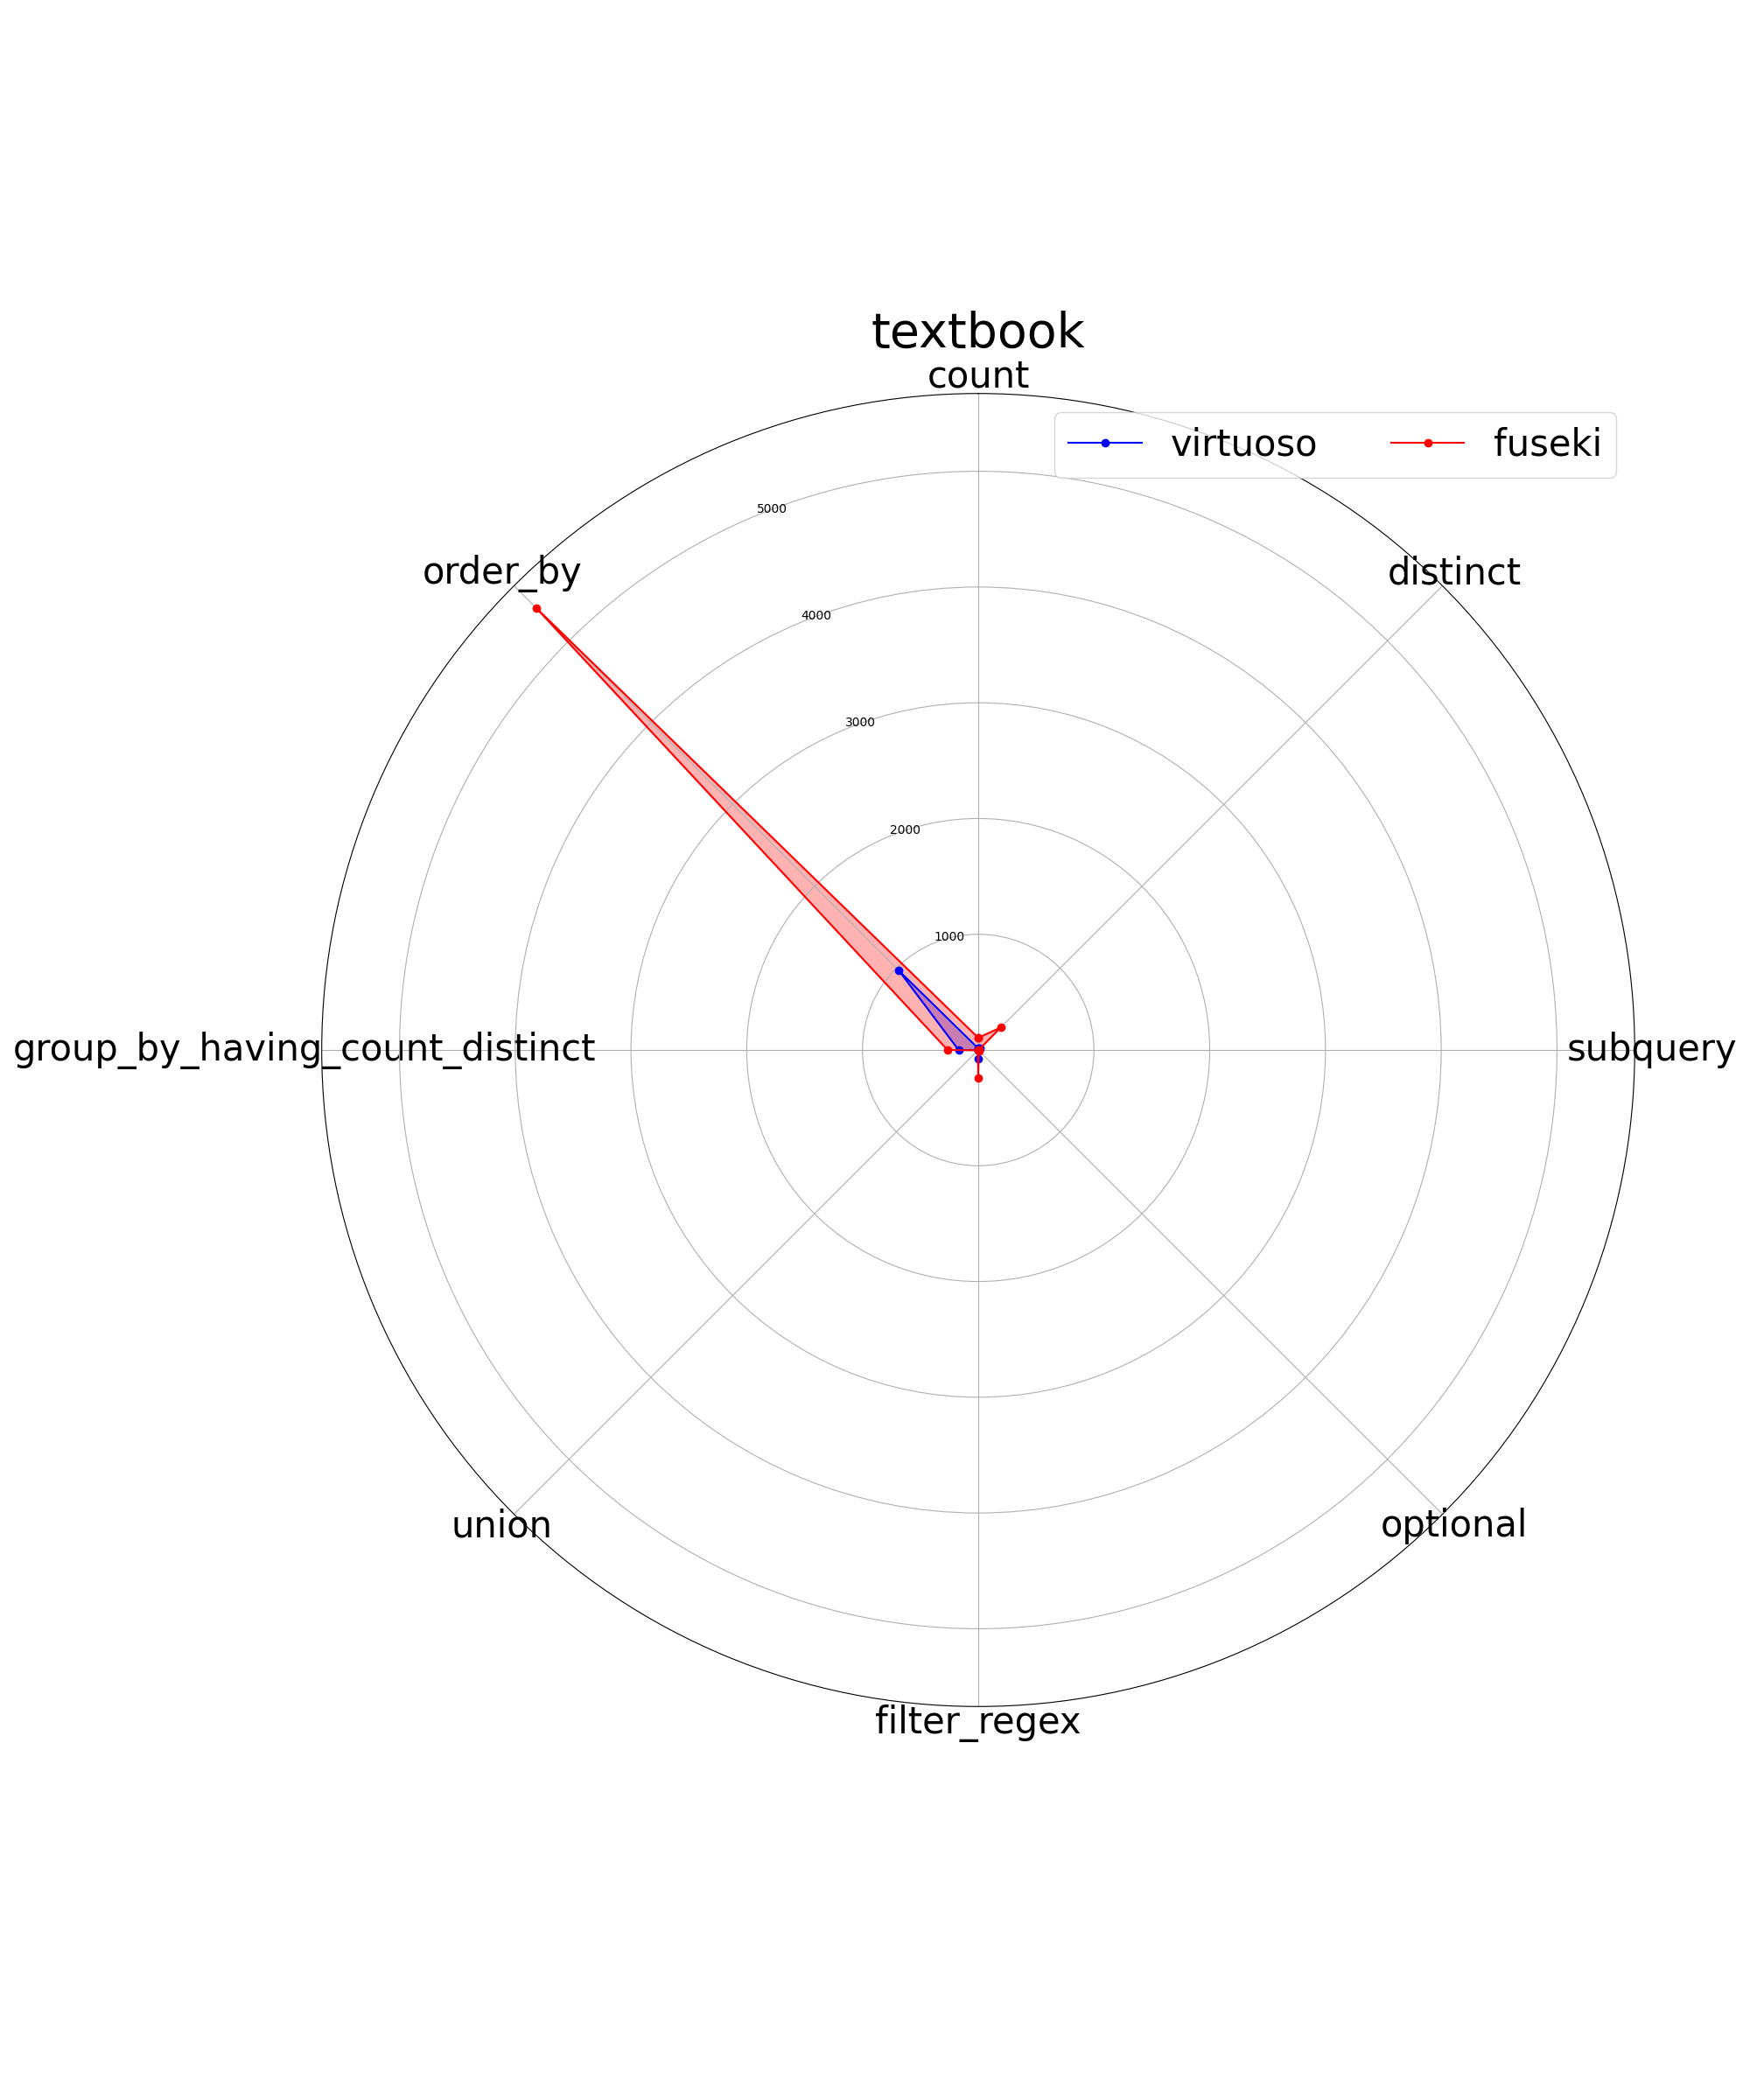 textbook
count
virtuoso fuseki
5000
order_by
distinct
4000
3000
2000
1000
group_by_having_count_distinct
subquery
union
optional
filter_regex